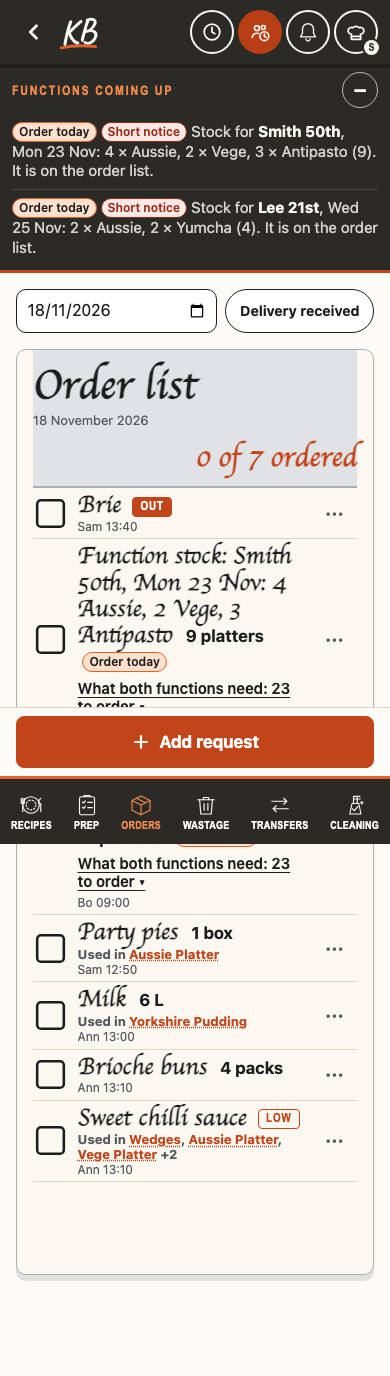 KB
S
FUNCTIONS COMING UP
Order today Short notice Stock for Smith 50th,
Mon 23 Nov: 4 × Aussie, 2 × Vege, 3 × Antipasto (9).
It is on the order list.
Order today Short notice Stock for Lee 21st, Wed
25 Nov: 2 × Aussie, 2 × Yumcha (4). It is on the order
list.
18/11/2026
Delivery received
Order list
18 November 2026
0 of 7 ordered
Brie OUT
Sam 13:40
Function stock: Smith
50th, Mon 23 Nov: 4
Aussie, 2 Vege, 3
Antipasto 9 platters
Order today
What both functions need: 23
to order
+ Add request
RECIPES PREP ORDERS WASTAGE TRANSFERS CLEANING
What both functions need: 23
to order ▾
Bo 09:00
Party pies 1 box
Used in Aussie Platter
Sam 12:50
Milk 6 L
Used in Yorkshire Pudding
Ann 13:00
Brioche buns 4 packs
Ann 13:10
Sweet chilli sauce LOW
Used in Wedges, Aussie Platter,
Vege Platter +2
Ann 13:10